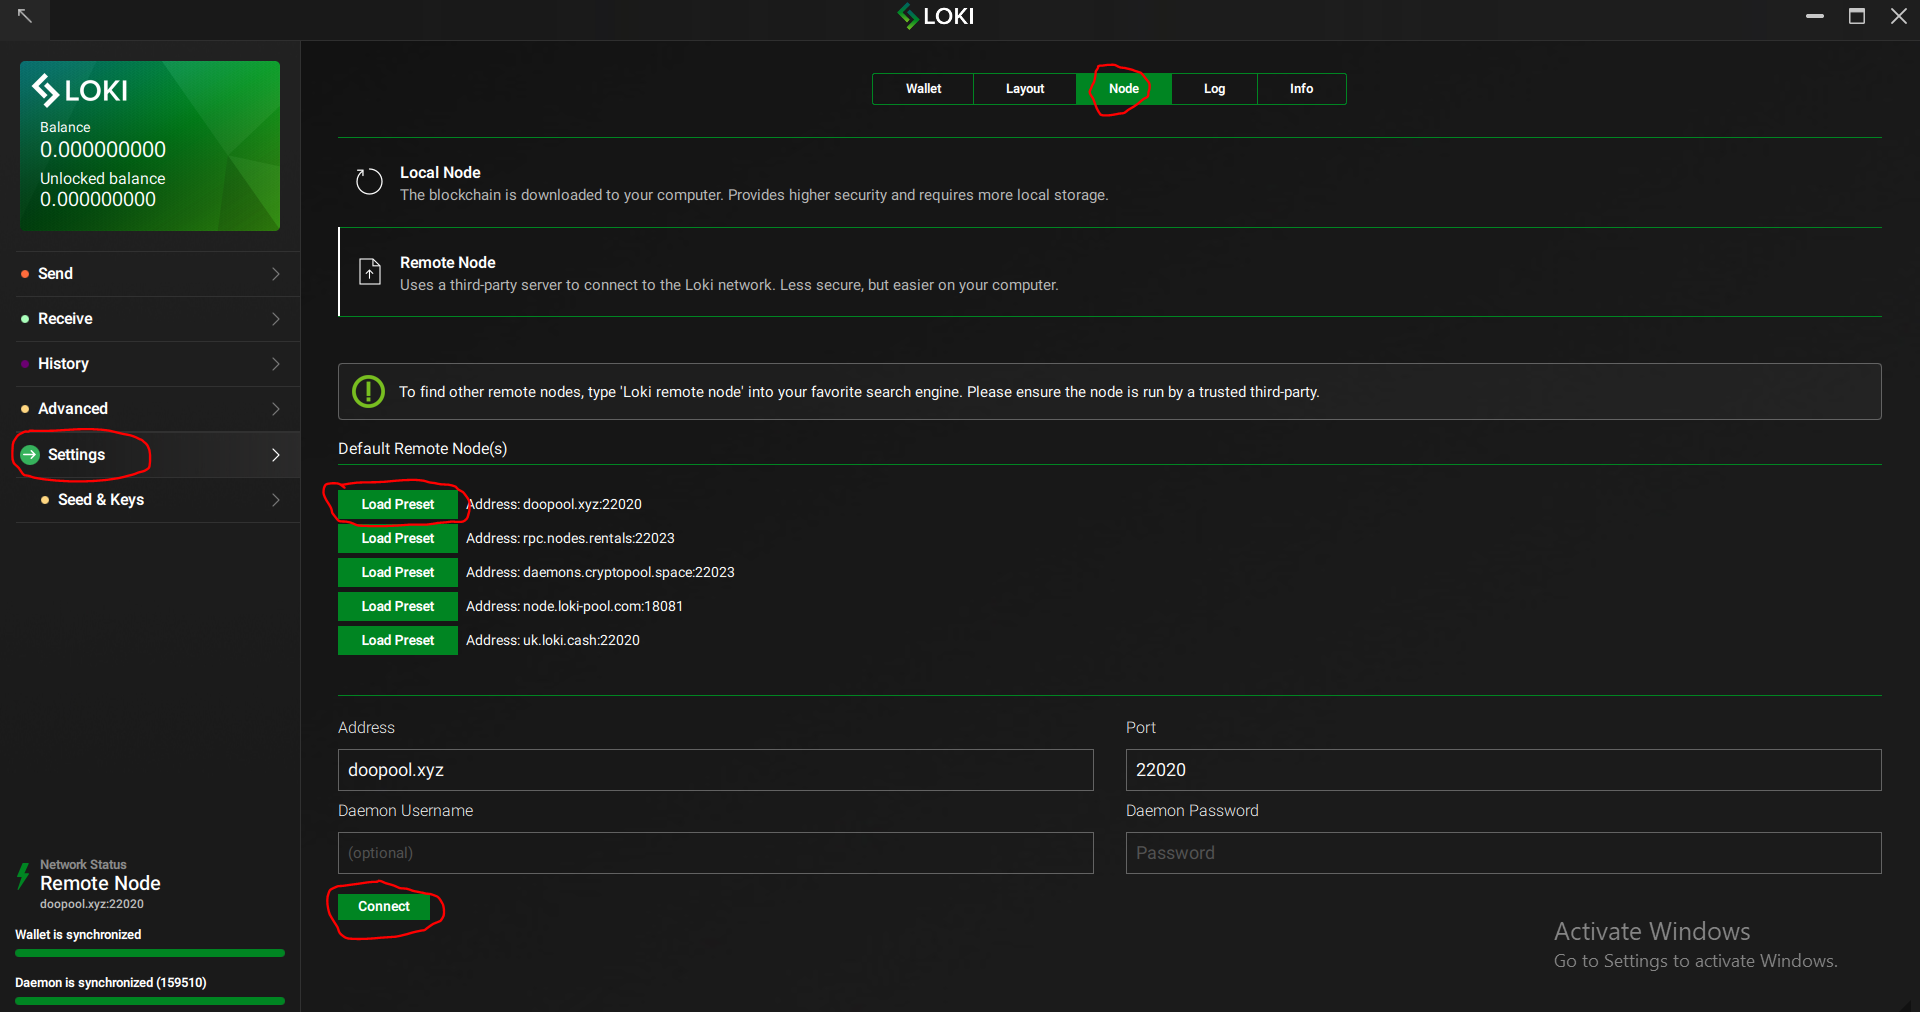 LOKI
LOKI
Balance
0.000000000
Unlocked balance
0.000000000
Send
Receive
History
Advanced
Settings
Seed & Keys
Network Status
Remote Node
doopool.xyz:22020
Wallet is synchronized
Daemon is synchronized (159510)
Wallet Layout Node Log Info
Local Node
The blockchain is downloaded to your computer. Provides higher security and requires more local storage.
Remote Node
Uses a third-party server to connect to the Loki network. Less secure, but easier on your computer.
To find other remote nodes, type 'Loki remote node' into your favorite search engine. Please ensure the node is run by a trusted third-party.
Default Remote Node(s)
Load Preset Address: doopool.xyz:22020
Load Preset Address: rpc.nodes.rentals:22023
Load Preset Address: daemons.cryptopool.space:22023
Load Preset Address: node.loki-pool.com:18081
Load Preset Address: uk.loki.cash:22020
Address Port
doopool.xyz 22020
Daemon Username Daemon Password
(optional) Password
Connect
Activate Windows
Go to Settings to activate Windows.